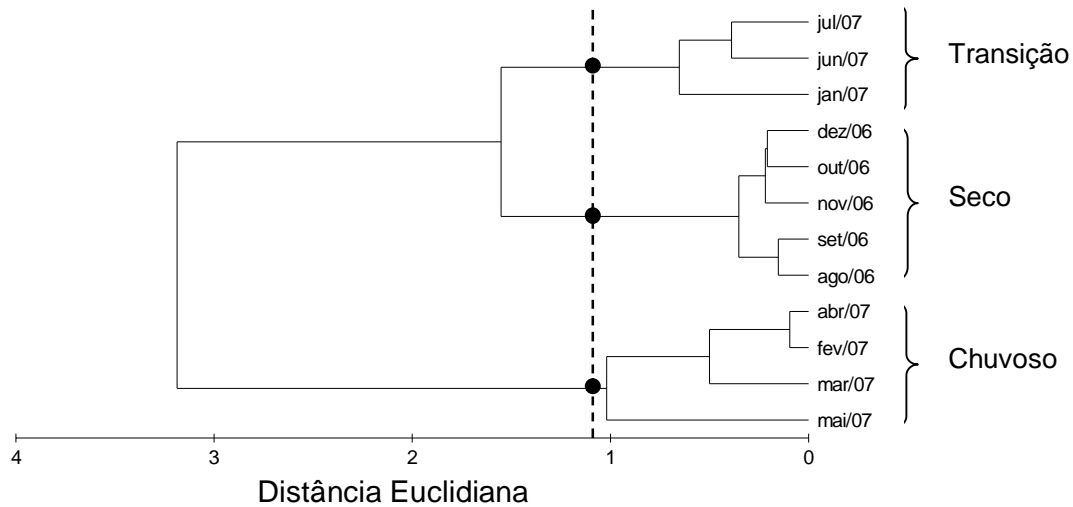 jul/07
jun/07
jan/07
Transição
dez/06
out/06
nov/06
set/06
ago/06
Seco
abr/07
fev/07
mar/07
mai/07
Chuvoso
4 3 2 1 0
Distância Euclidiana